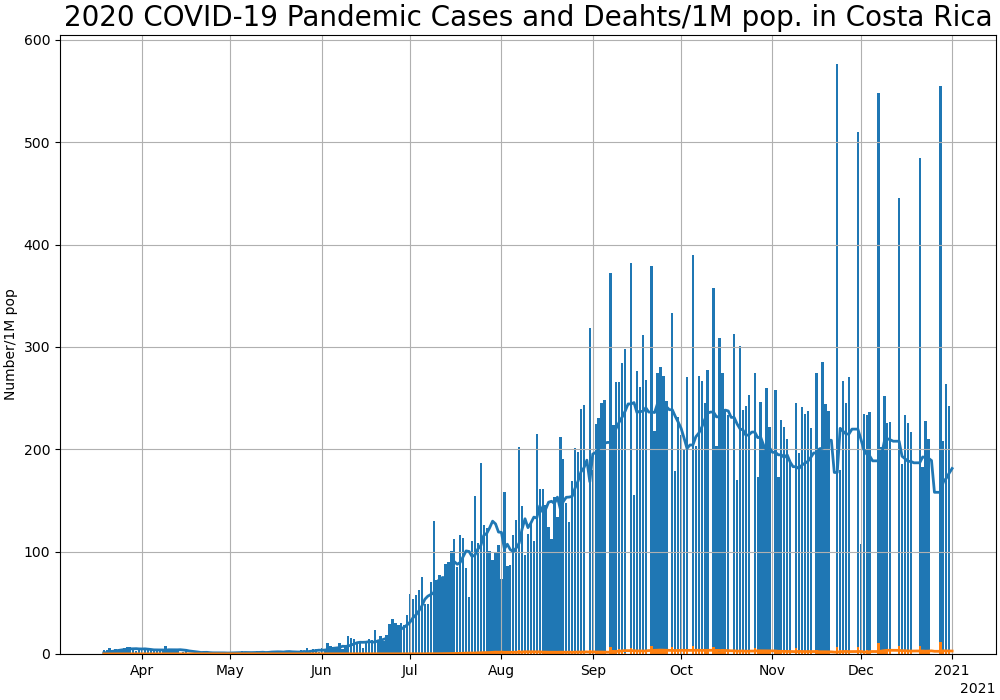 2020 COVID-19 Pandemic Cases and Deahts/1M pop. in Costa Rica
600
500
400
300
200
100
0
Number/1M pop
Apr May Jun Jul Aug Sep Oct Nov Dec 2021
2021